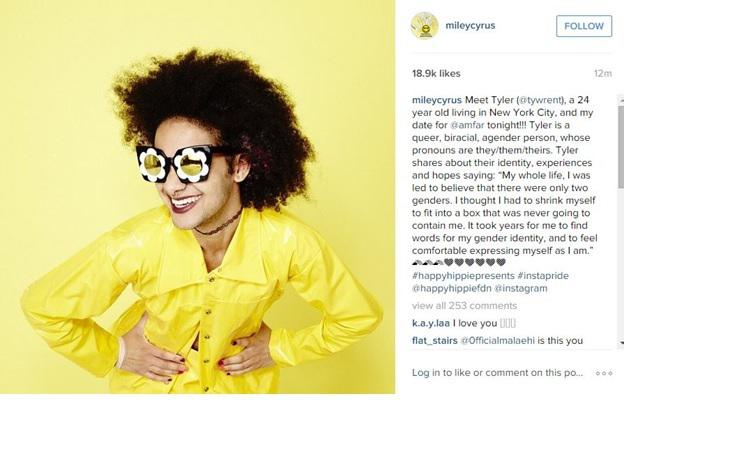 mileycyrus
FOLLOW
18.9k likes
12m
mileycyrus Meet Tyler (@tywrent), a 24
year old living in New York City, and my
date for @amfar tonight!!! Tyler is a
queer, biracial, agender person, whose
pronouns are they/them/theirs. Tyler
shares about their identity, experiences
and hopes saying: “My whole life, I was
led to believe that there were only two
genders. I thought I had to shrink myself
to fit into a box that was never going to
contain me. It took years for me to find
words for my gender identity, and to feel
comfortable expressing myself as I am.”
#happyhippiepresents #instapride
@happyhippiefdn @instagram
view all 253 comments
k.a.y.laa I love you
flat_stairs @0fficialmalaehi is this you
Log in to like or comment on this po...